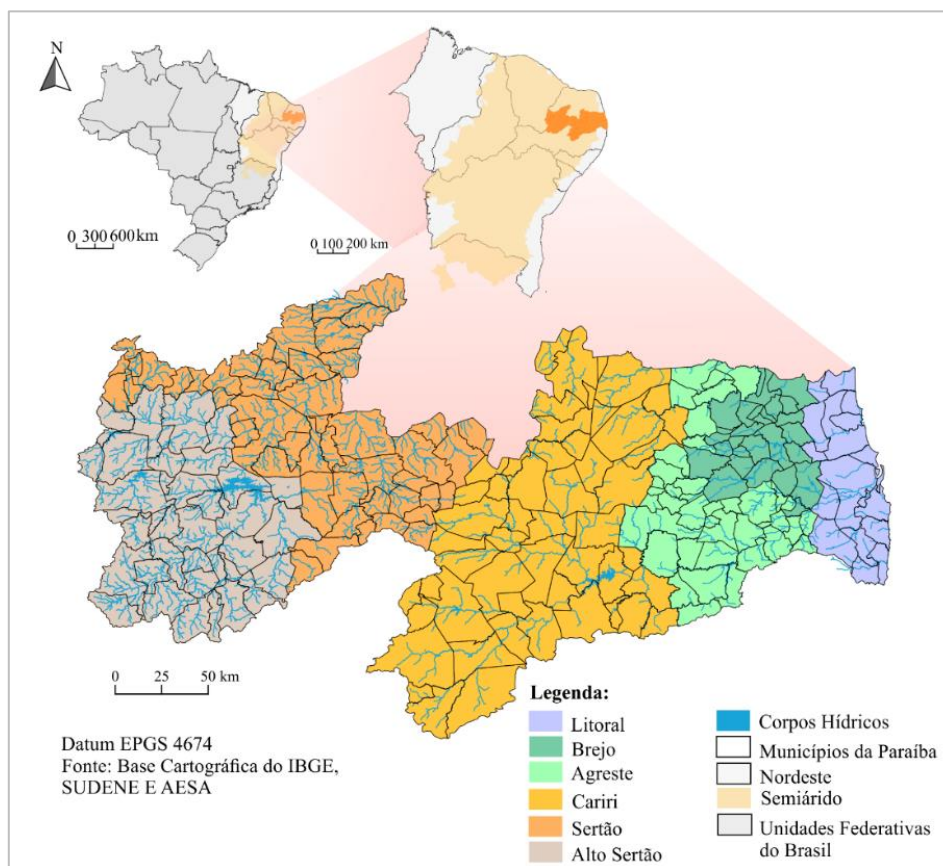 N
0 300 600 km
0 100 200 km
0 25 50 km
Datum EPGS 4674
Fonte: Base Cartográfica do IBGE,
SUDENE E AESA
Legenda:
Litoral
Brejo
Agreste
Cariri
Sertão
Alto Sertão
Corpos Hídricos
Municípios da Paraíba
Nordeste
Semiárido
Unidades Federativas
do Brasil